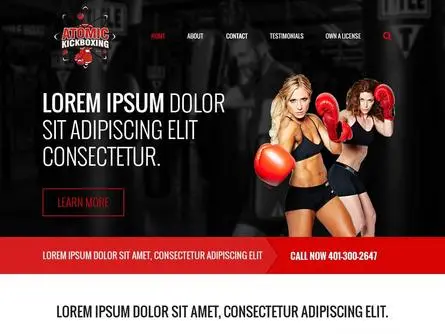 ATOMIC
KICKBOXING
HOME ABOUT CONTACT TESTIMONIALS OWN A LICENSE
LOREM IPSUM DOLOR
SIT ADIPISCING ELIT
CONSECTETUR.
LEARN MORE
LOREM IPSUM DOLOR SIT AMET, CONSECTETUR ADIPISCING ELIT CALL NOW 401-300-2647
LOREM IPSUM DOLOR SIT AMET, CONSECTETUR ADIPISCING ELIT.